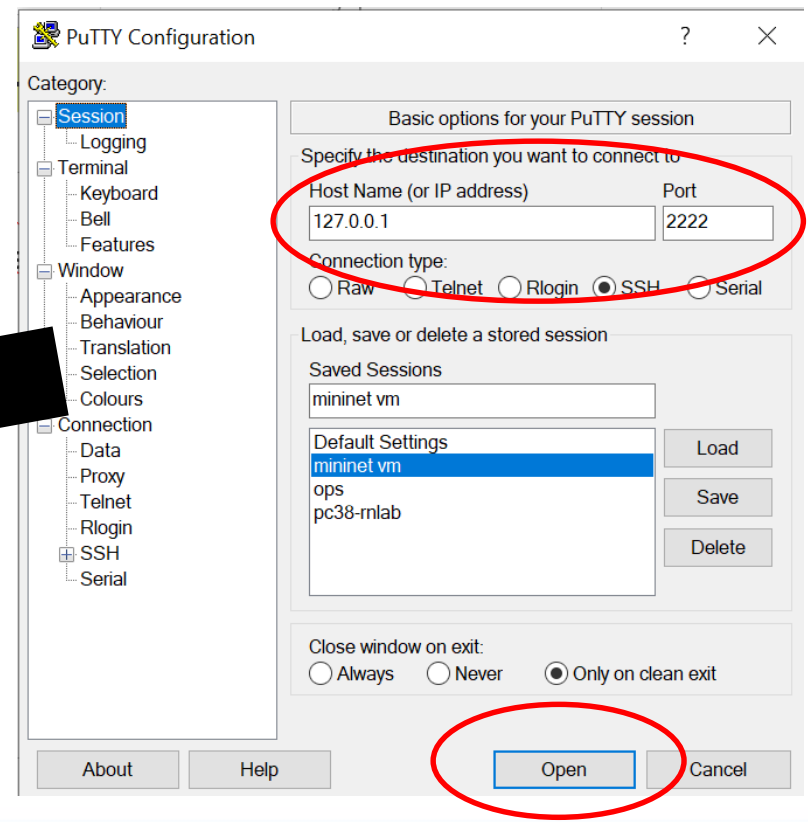 PuTTY Configuration ? ×
Category:
Session
Logging
Terminal
Keyboard
Bell
Features
Window
Appearance
Behaviour
Translation
Selection
Colours
Connection
Data
Proxy
Telnet
Rlogin
SSH
Serial
Basic options for your PuTTY session
Specify the destination you want to connect to
Host Name (or IP address) Port
127.0.0.1 2222
Connection type:
Raw Telnet Rlogin SSH Serial
Load, save or delete a stored session
Saved Sessions
mininet vm
Default Settings
mininet vm
ops
pc38-rnlab
Load
Save
Delete
Close window on exit:
Always Never Only on clean exit
About Help Open Cancel